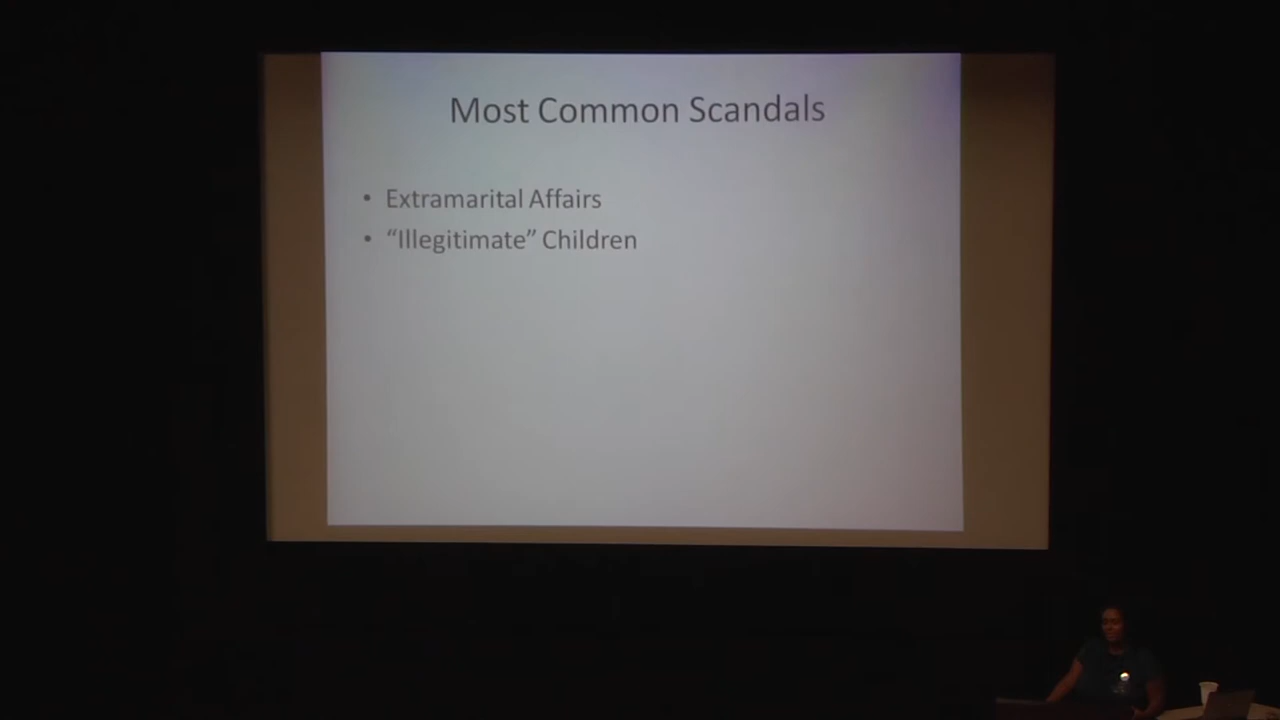 Most Common Scandals
• Extramarital Affairs
• “Illegitimate” Children